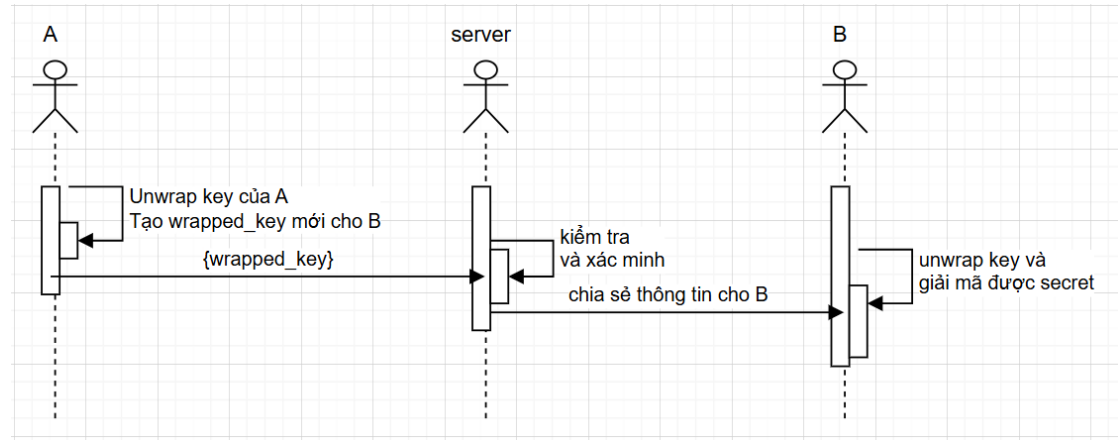 A
server
B
Unwrap key của A
Tạo wrapped_key mới cho B
{wrapped_key}
kiểm tra
và xác minh
chia sẻ thông tin cho B
unwrap key và
giải mã được secret